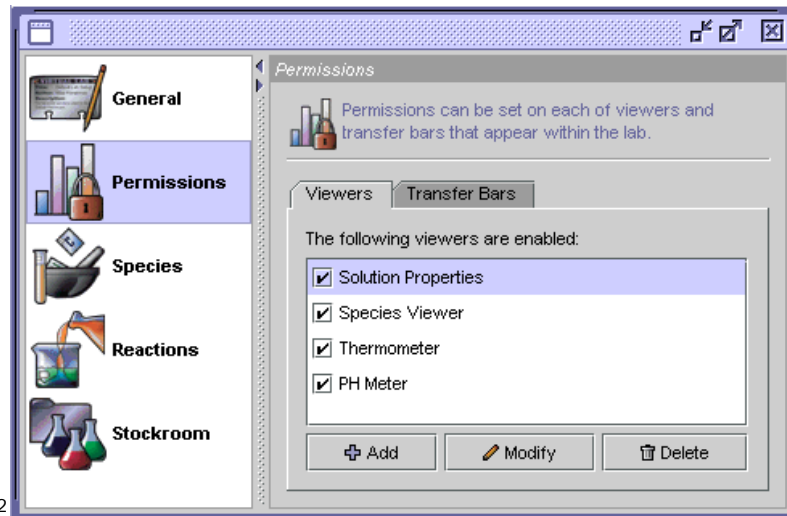 Permissions
General
Permissions can be set on each of viewers and
transfer bars that appear within the lab.
Permissions
Viewers Transfer Bars
The following viewers are enabled:
Species
Solution Properties
Species Viewer
Thermometer
Reactions
PH Meter
Stockroom
Add Modify Delete
2